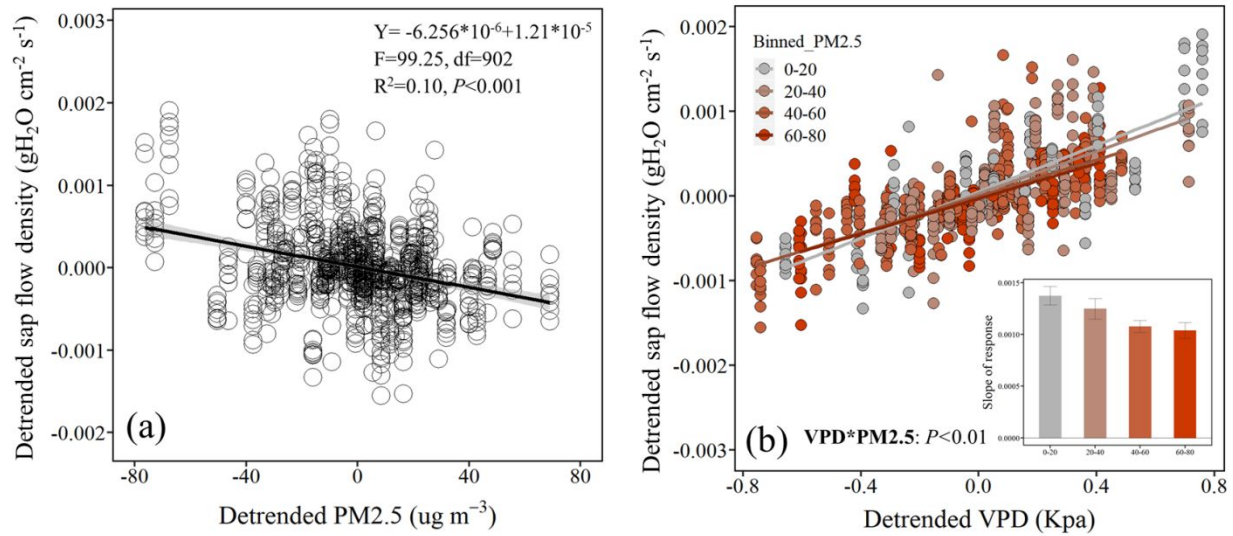 Detrended sap flow density (gH₂O cm⁻² s⁻¹)
0.003
0.002
0.001
0.000
-0.001
-0.002
Y= -6.256*10⁻⁶+1.21*10⁻⁵
F=99.25, df=902
R²=0.10, P<0.001
(a)
-80
-40
0
40
80
Detrended PM2.5 (ug m⁻³)
Detrended sap flow density (gH₂O cm⁻² s⁻¹)
0.002
0.001
0.000
-0.001
-0.002
-0.003
Binned_PM2.5
0-20
20-40
40-60
60-80
(b)
VPD*PM2.5: P<0.01
Slope of response
0.0015
0.0010
0.0005
0.0000
0-20
20-40
40-60
60-80
-0.8
-0.4
0.0
0.4
0.8
Detrended VPD (Kpa)